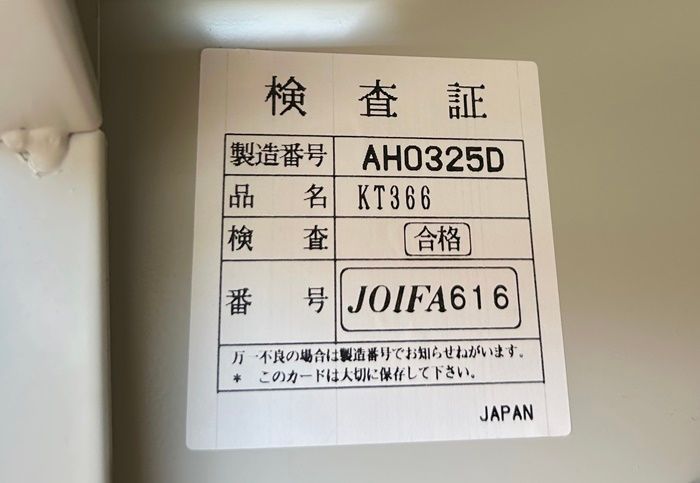 検査証
製造番号 AH0325D
品名 KT366
検査 合格
番号 JOIFA616
万一不良の場合は製造番号でお知らせねがいます。
* このカードは大切に保存して下さい。
JAPAN